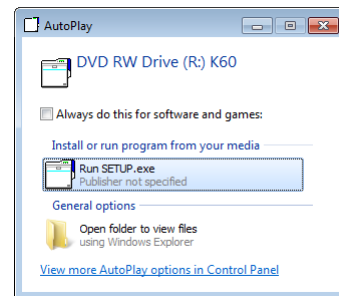 AutoPlay
DVD RW Drive (R:) K60
Always do this for software and games:
Install or run program from your media
Run SETUP.exe
Publisher not specified
General options
Open folder to view files
using Windows Explorer
View more AutoPlay options in Control Panel